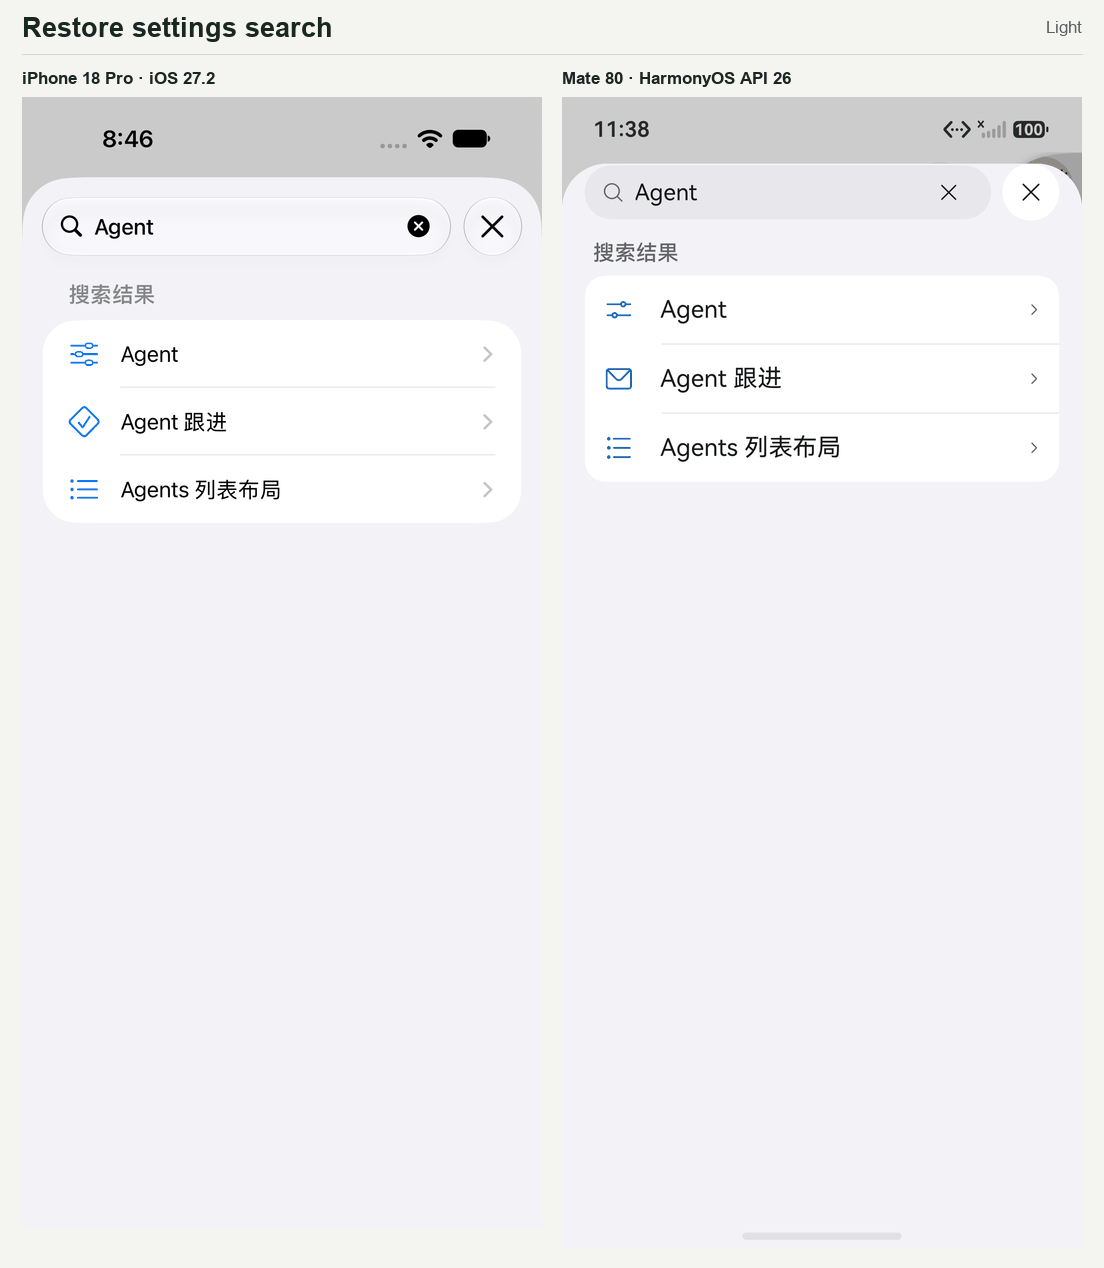 Restore settings search
Light
iPhone 18 Pro · iOS 27.2
Mate 80 · HarmonyOS API 26
8:46
Agent
搜索结果
Agent
Agent 跟进
Agents 列表布局
11:38
100
Agent
搜索结果
Agent
Agent 跟进
Agents 列表布局